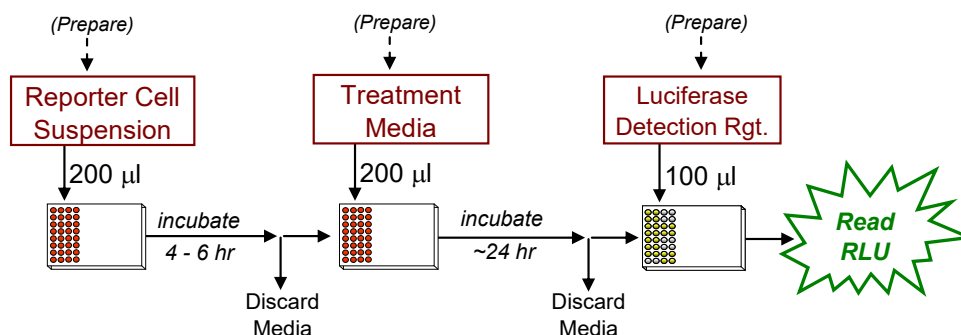 (Prepare)
(Prepare)
(Prepare)
Reporter Cell
Suspension
Treatment
Media
Luciferase
Detection Rgt.
200 μl
200 μl
100 μl
incubate
4 - 6 hr
incubate
~24 hr
Read
RLU
Discard
Media
Discard
Media